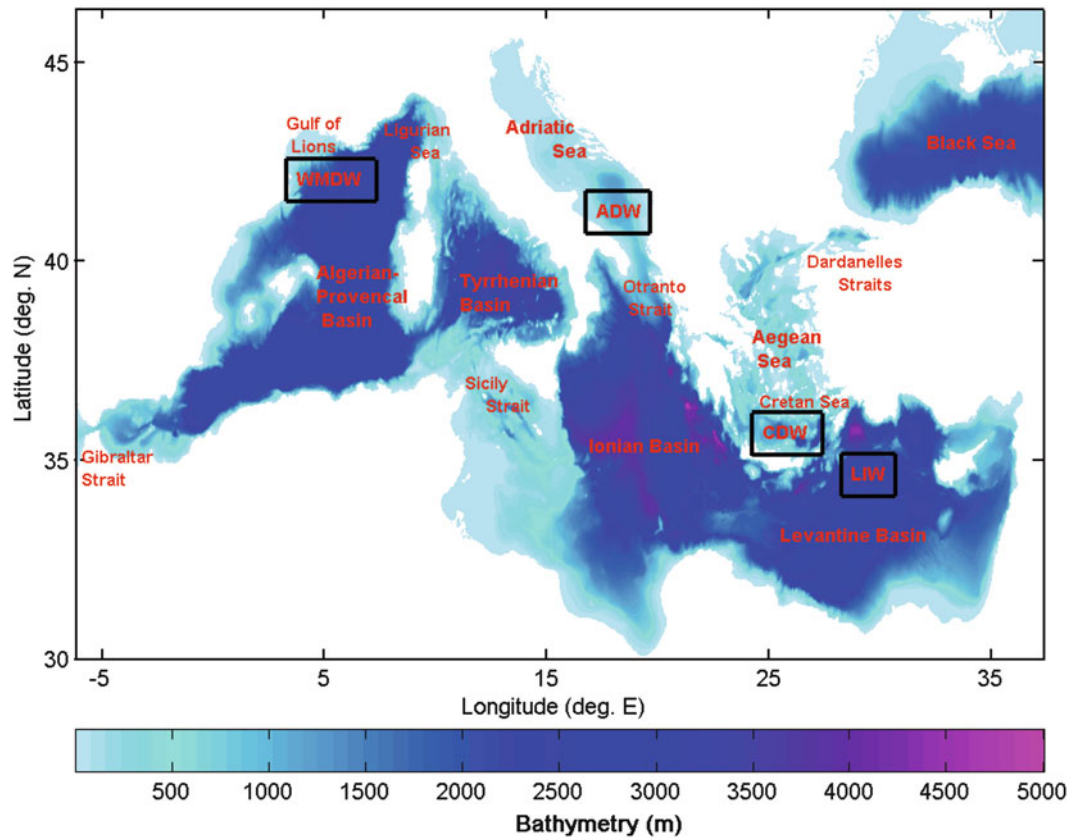 45
40
35
30
Latitude (deg. N)
Gulf of
Lions
Ligurian
Sea
WMDW
Adriatic
Sea
Black Sea
ADW
Algerian-
Provencal
Basin
Tyrrhenian
Basin
Otranto
Strait
Dardanelles
Straits
Aegean
Sea
Sicily
Strait
Cretan Sea
CDW
Ionian Basin
Gibraltar
Strait
LIW
Levantine Basin
-5 5 15 25 35
Longitude (deg. E)
500 1000 1500 2000 2500 3000 3500 4000 4500 5000
Bathymetry (m)